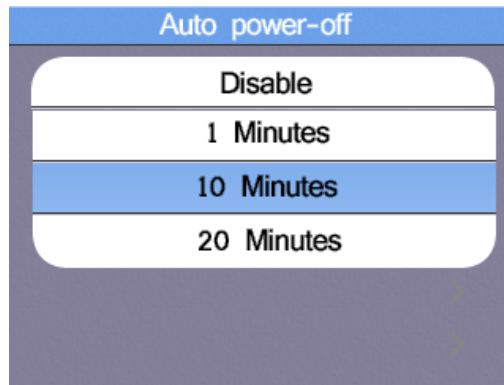 Auto power-off
Disable
1 Minutes
10 Minutes
20 Minutes